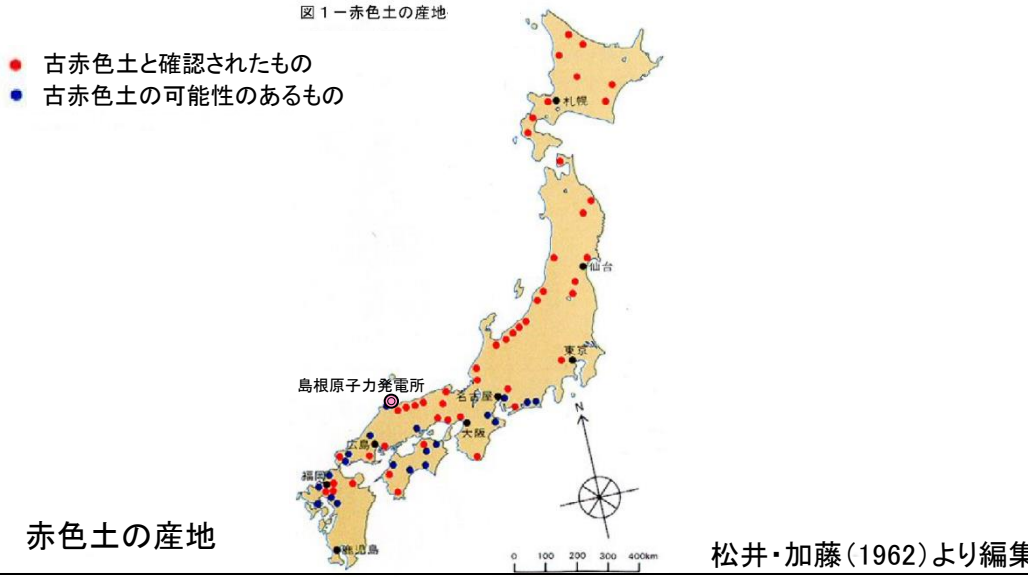 図1ー赤色土の産地
古赤色土と確認されたもの
古赤色土の可能性のあるもの
札幌
仙台
東京
島根原子力発電所
名古屋
大阪
広島
福岡
鹿児島
N
0 100 200 300 400km
赤色土の産地
松井・加藤(1962)より編集